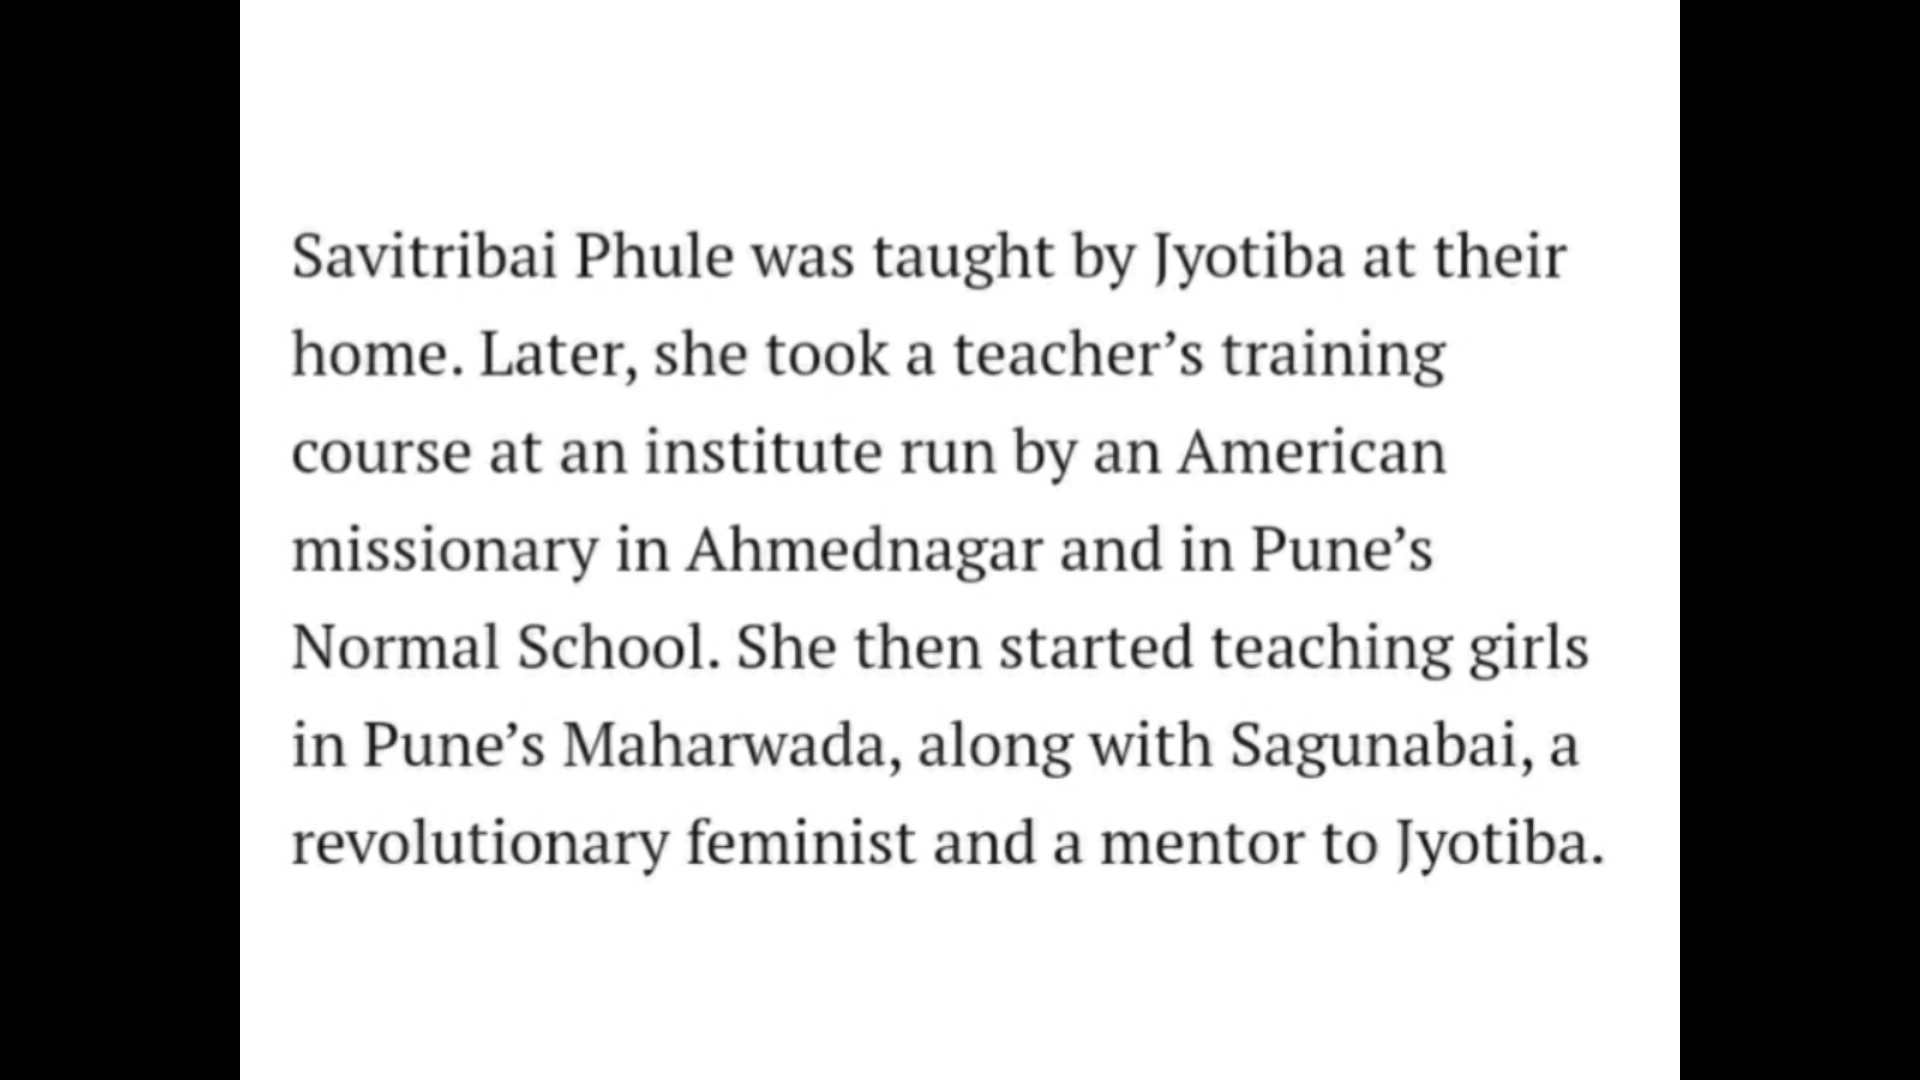 Savitribai Phule was taught by Jyotiba at their
home. Later, she took a teacher’s training
course at an institute run by an American
missionary in Ahmednagar and in Pune’s
Normal School. She then started teaching girls
in Pune’s Maharwada, along with Sagunabai, a
revolutionary feminist and a mentor to Jyotiba.